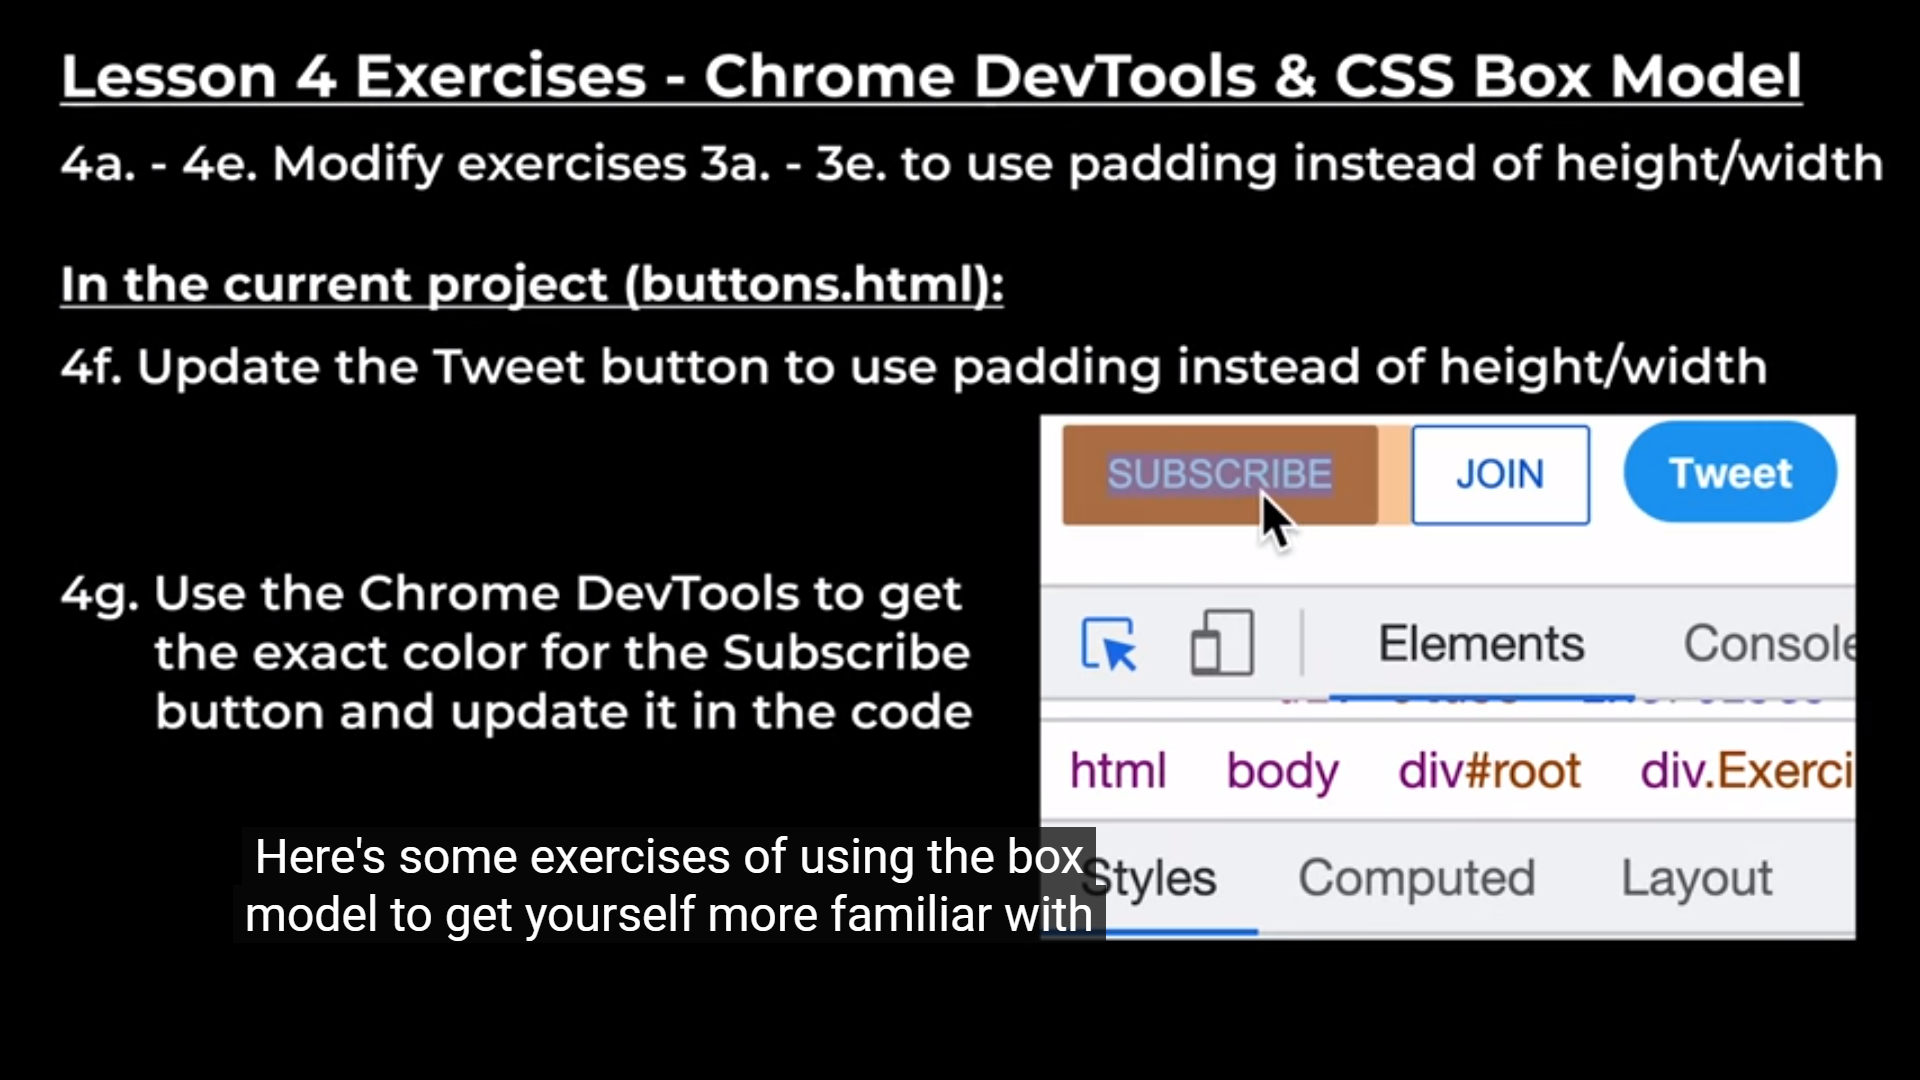 Lesson 4 Exercises - Chrome DevTools & CSS Box Model
4a. - 4e. Modify exercises 3a. - 3e. to use padding instead of height/width
In the current project (buttons.html):
4f. Update the Tweet button to use padding instead of height/width
SUBSCRIBE JOIN Tweet
4g. Use the Chrome DevTools to get
the exact color for the Subscribe
button and update it in the code
Elements Console
html body div#root div.Exerci
Styles Computed Layout
Here's some exercises of using the box
model to get yourself more familiar with